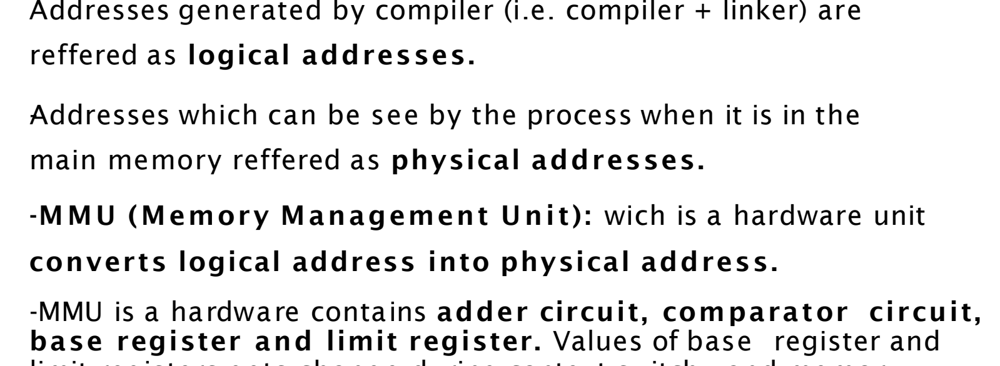 Addresses generated by compiler (i.e. compiler + linker) are
reffered as logical addresses.
-Addresses which can be see by the process when it is in the
main memory reffered as physical addresses.
-MMU (Memory Management Unit): wich is a hardware unit
converts logical address into physical address.
-MMU is a hardware contains adder circuit, comparator circuit,
base register and limit register. Values of base register and